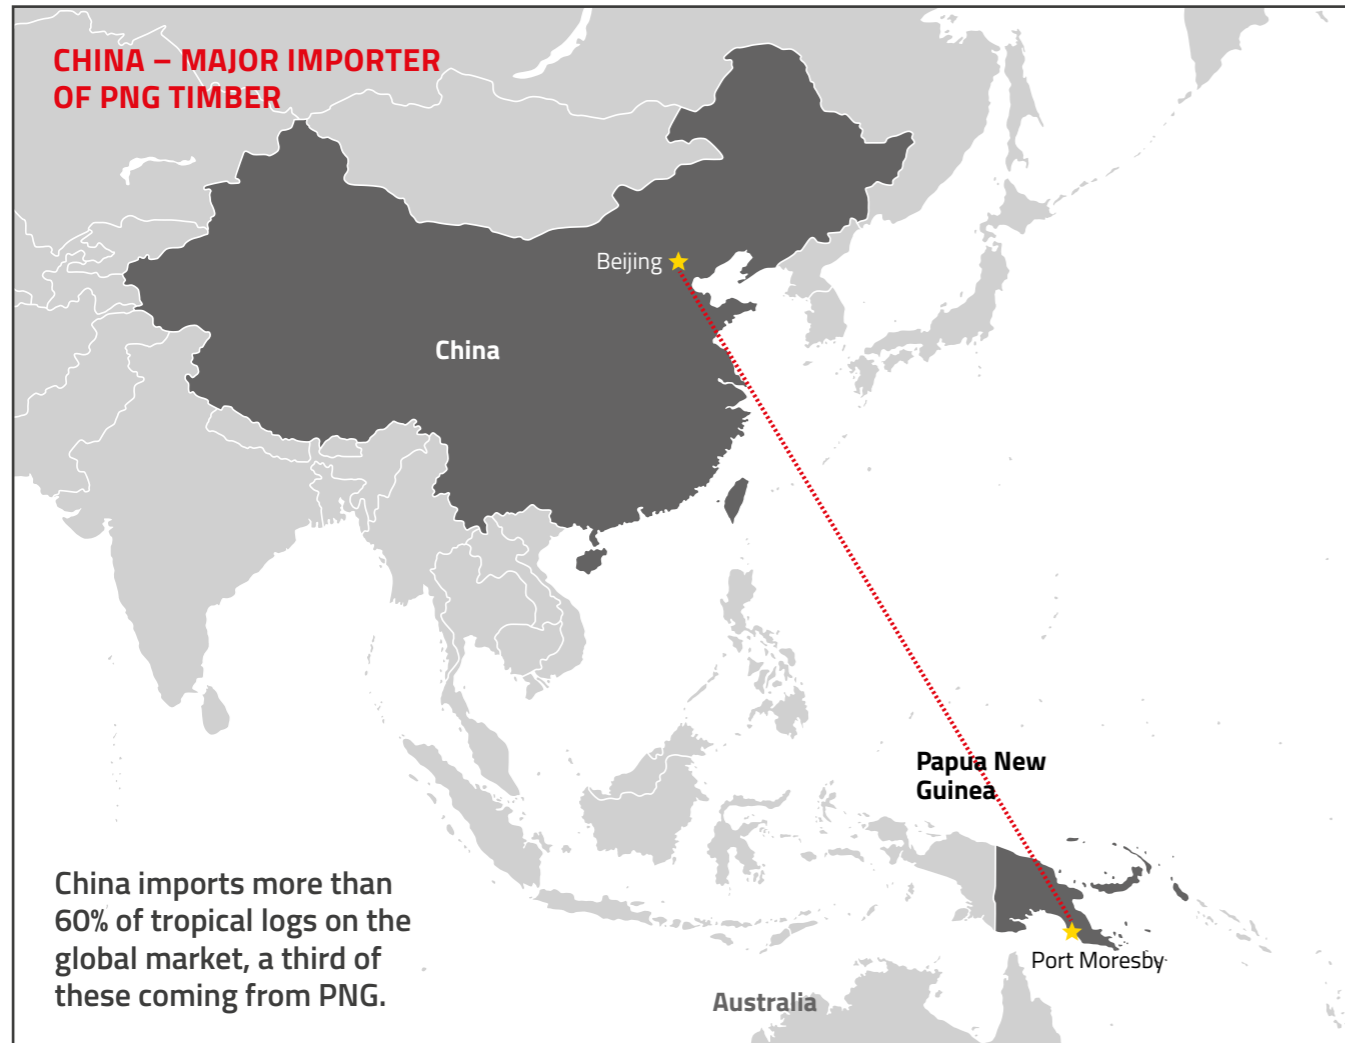 CHINA – MAJOR IMPORTER
OF PNG TIMBER
Beijing
China
Papua New
Guinea
Port Moresby
Australia
China imports more than
60% of tropical logs on the
global market, a third of
these coming from PNG.